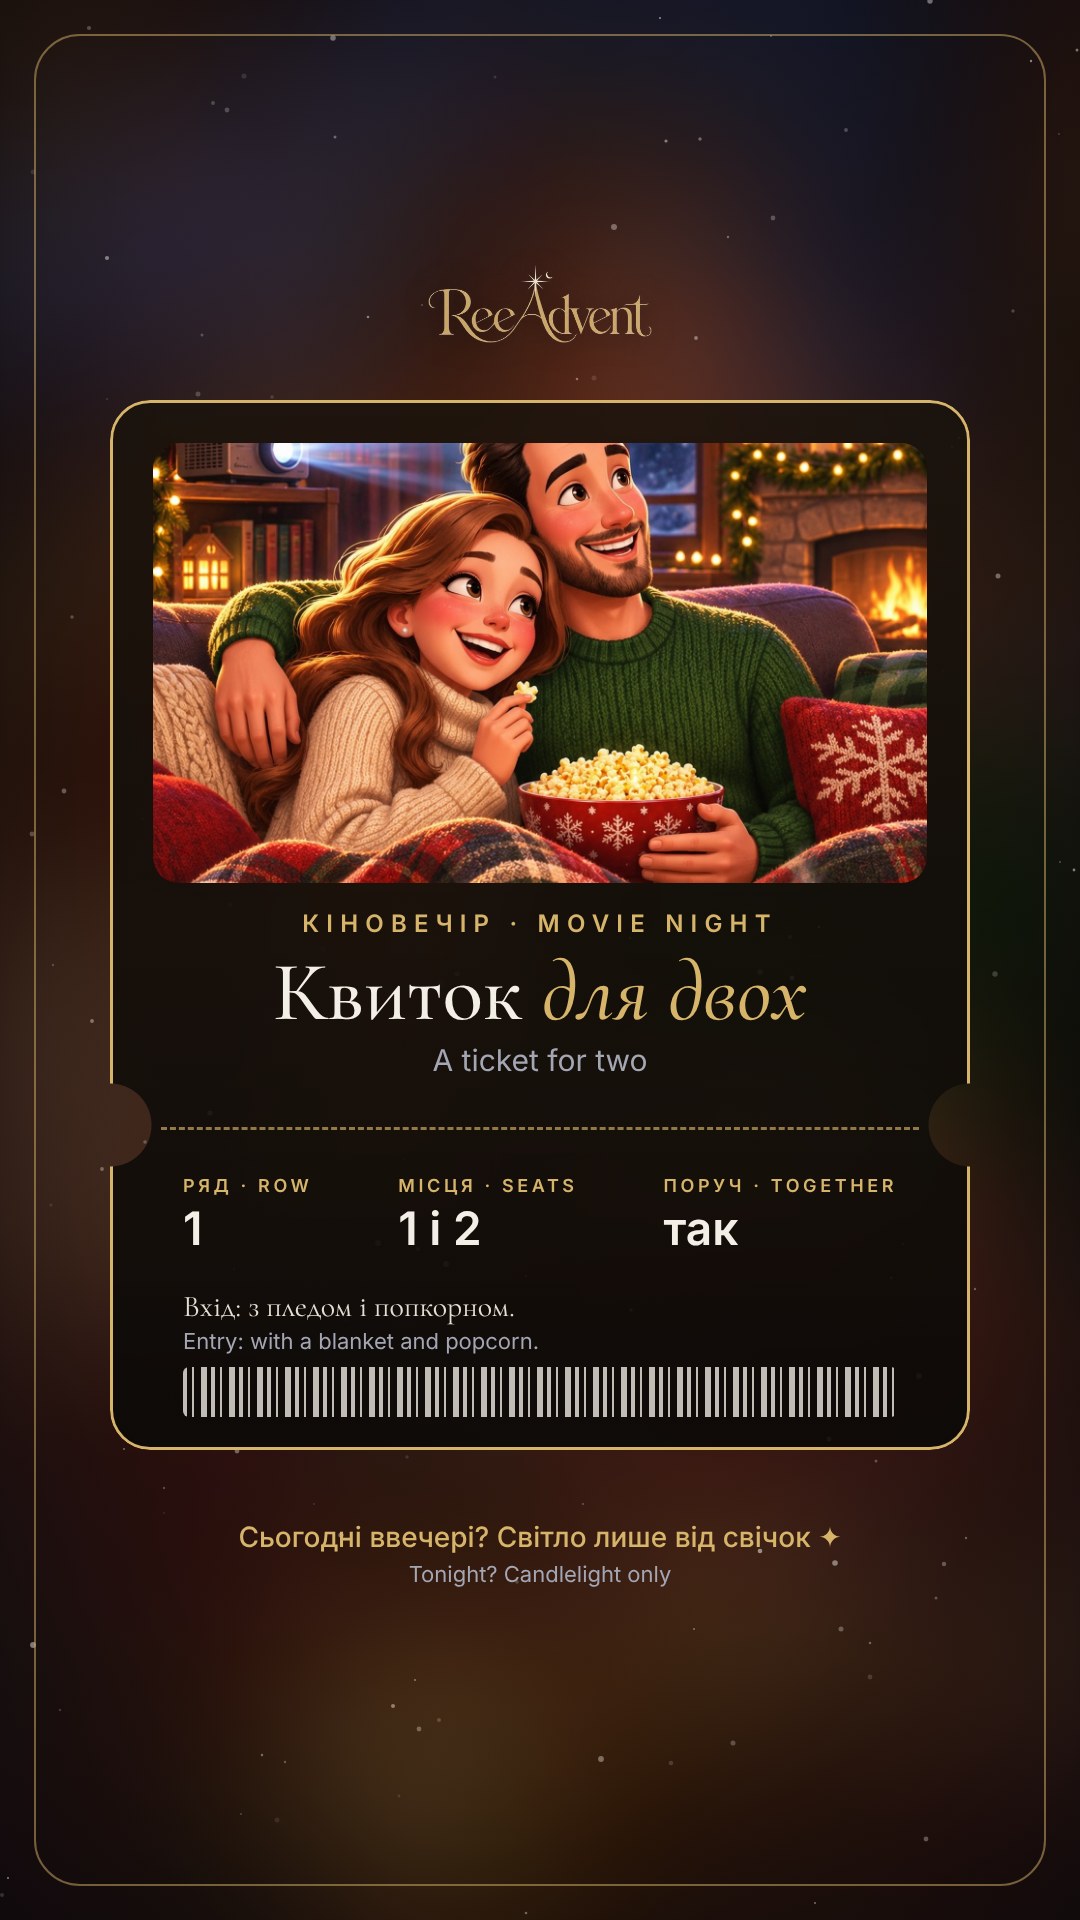 ReeAdvent
КІНОВЕЧІР · MOVIE NIGHT
Квиток для двох
A ticket for two
РЯД · ROW
1
МІСЦЯ · SEATS
1 і 2
ПОРУЧ · TOGETHER
так
Вхід: з пледом і попкорном.
Entry: with a blanket and popcorn.
Сьогодні ввечері? Світло лише від свічок ✦
Tonight? Candlelight only